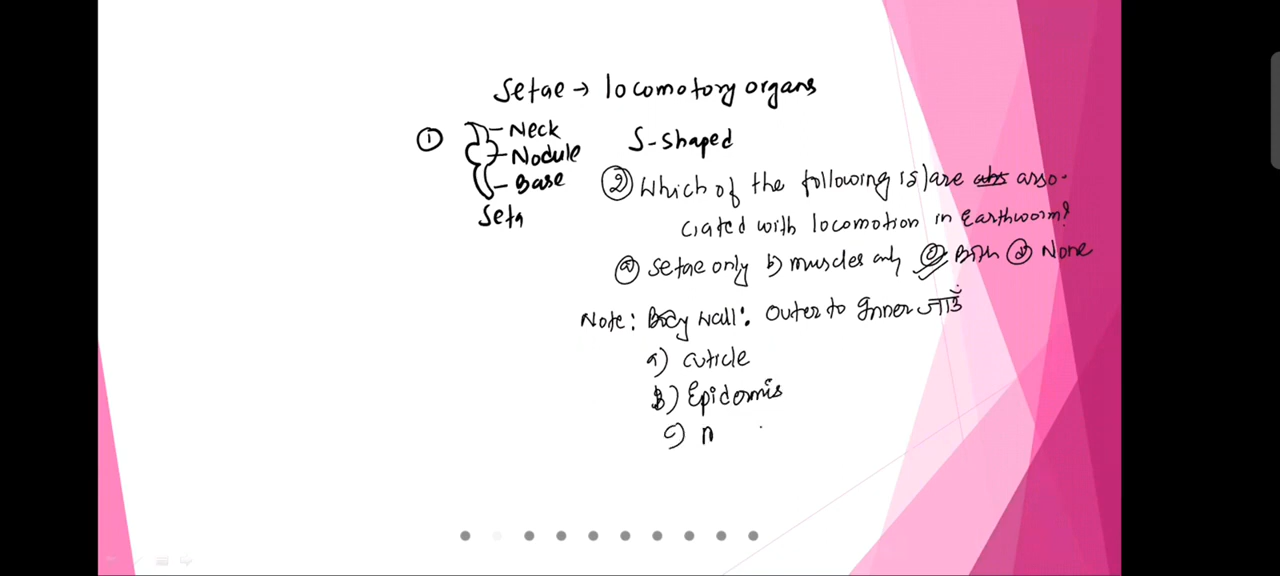 Setae → locomotory organs
① Neck
Nodule
Base
Seta
S-shaped
② Which of the following is/are asso-
ciated with locomotion in Earthworm?
ⓐ Setae only b) muscles only ⓒ Both ⓓ None
Note: Body wall: Outer to Inner
a) cuticle
B) Epidermis
c) m